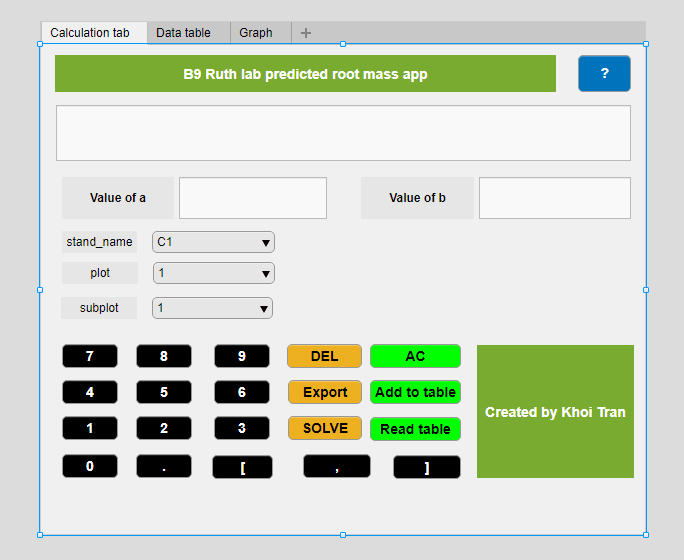 Calculation tab Data table Graph +
B9 Ruth lab predicted root mass app ?
Value of a Value of b
stand_name C1
plot 1
subplot 1
7 8 9 DEL AC
4 5 6 Export Add to table
Created by Khoi Tran
1 2 3 SOLVE Read table
0 . [ , ]